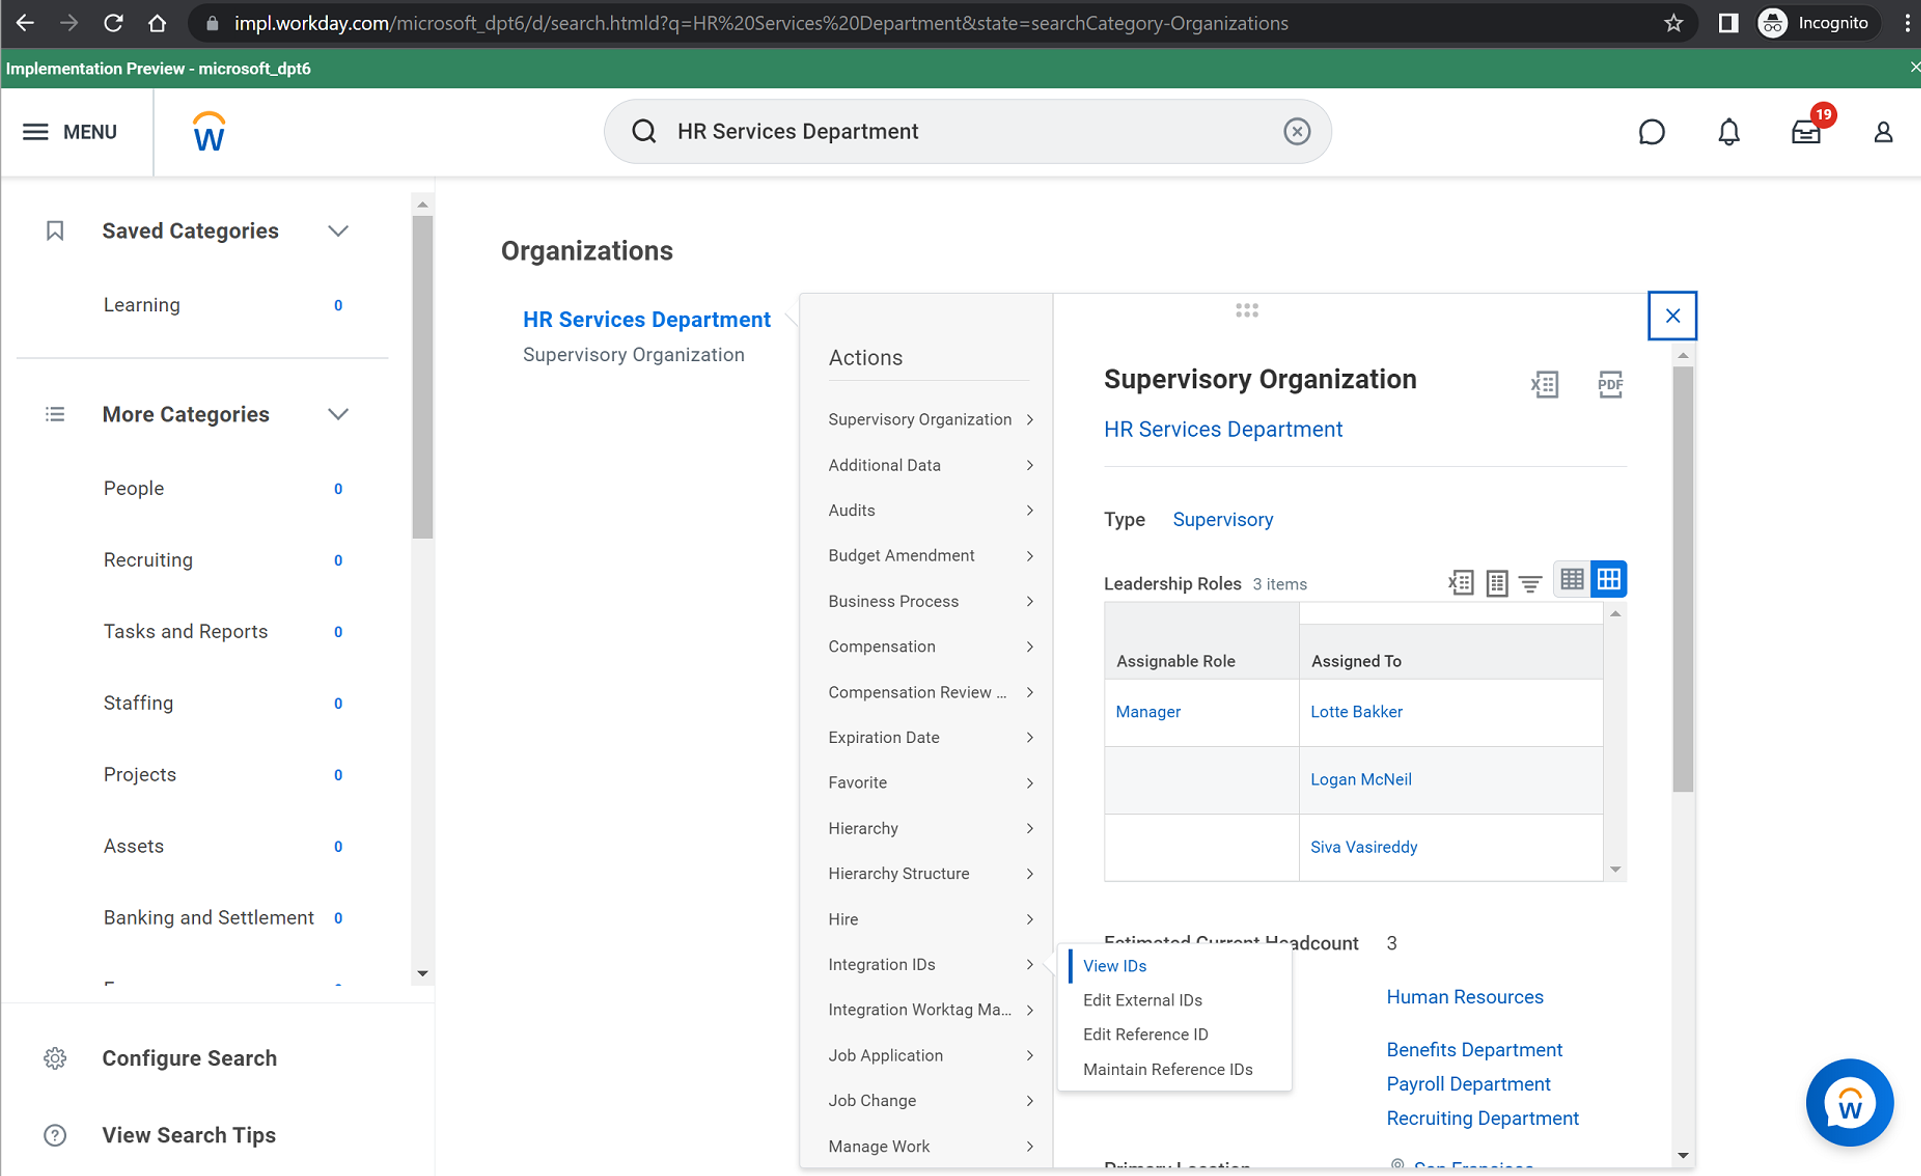 impl.workday.com/microsoft_dpt6/d/search.htmld?q=HR%20Services%20Department&state=searchCategory-Organizations
Incognito
Implementation Preview - microsoft_dpt6
MENU
HR Services Department
19
Saved Categories
Learning 0
More Categories
People 0
Recruiting 0
Tasks and Reports 0
Staffing 0
Projects 0
Assets 0
Banking and Settlement 0
Configure Search
View Search Tips
Organizations
HR Services Department
Supervisory Organization
Actions
Supervisory Organization
Additional Data
Audits
Budget Amendment
Business Process
Compensation
Compensation Review ...
Expiration Date
Favorite
Hierarchy
Hierarchy Structure
Hire
Integration IDs
Integration Worktag Ma...
Job Application
Job Change
Manage Work
View IDs
Edit External IDs
Edit Reference ID
Maintain Reference IDs
Supervisory Organization
PDF
HR Services Department
Type Supervisory
Leadership Roles 3 items
Assignable Role Assigned To
Manager Lotte Bakker
Logan McNeil
Siva Vasireddy
Estimated Current Headcount 3
Human Resources
Benefits Department
Payroll Department
Recruiting Department
Primary Location San Francisco